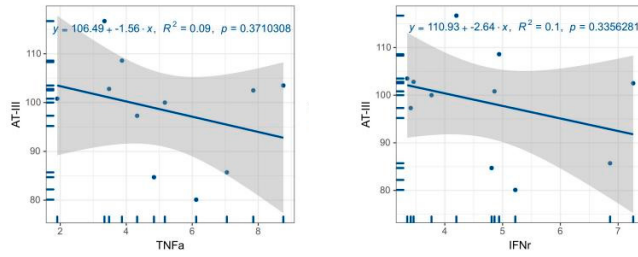 y = 106.49 + -1.56 · x, R² = 0.09, p = 0.3710308
110
100
90
80
AT-III
2
4
6
8
TNFa
y = 110.93 + -2.64 · x, R² = 0.1, p = 0.3356281
110
100
90
80
AT-III
4
5
6
7
IFNr